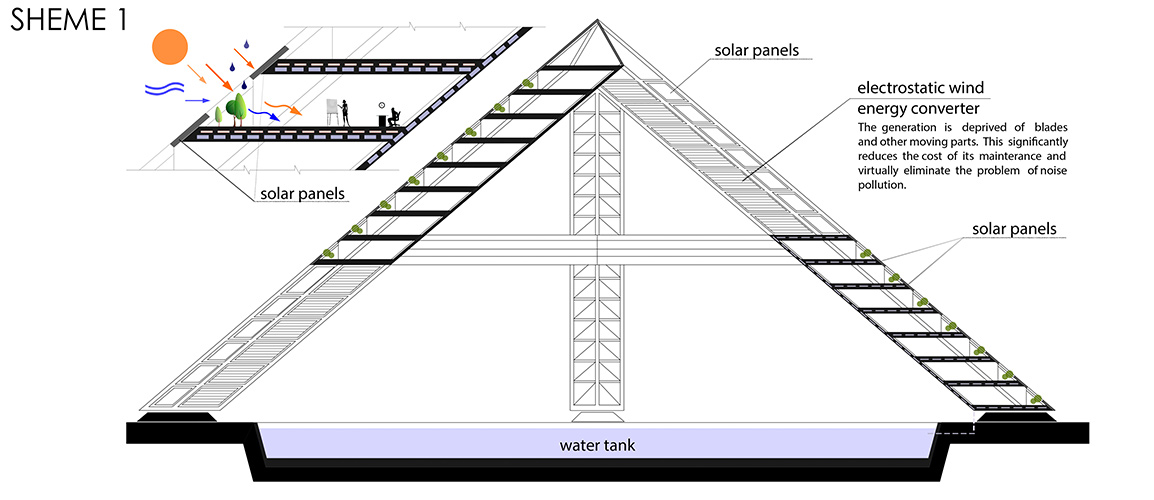 SHEME 1
solar panels
solar panels
electrostatic wind
energy converter
The generation is deprived of blades
and other moving parts. This significantly
reduces the cost of its mainterance and
virtually eliminate the problem of noise
pollution.
solar panels
water tank